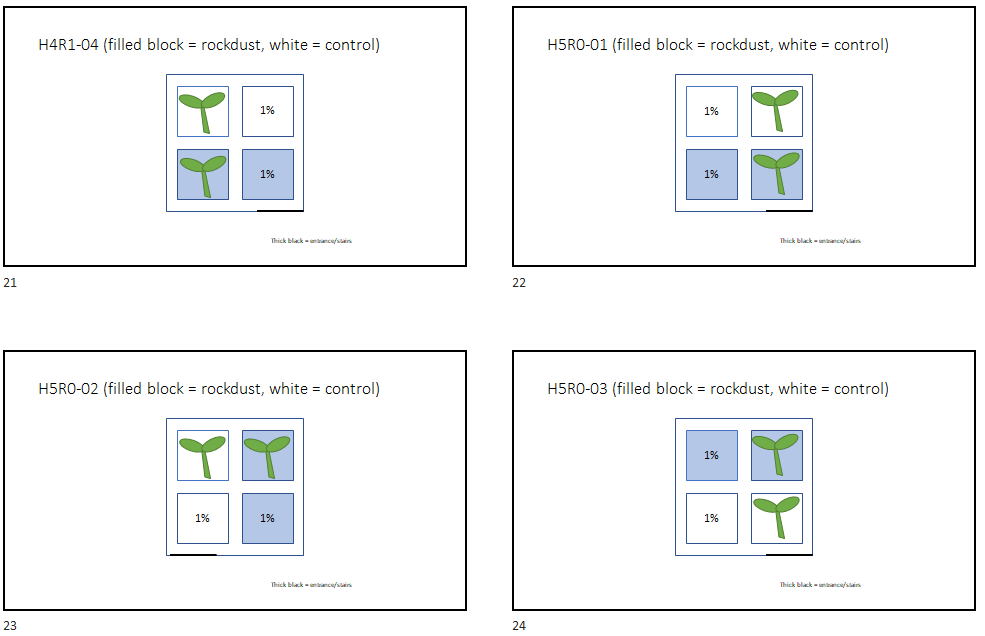 H4R1-04 (filled block = rockdust, white = control)
1%
1%
Thick black = entrance/stairs
21
H5R0-01 (filled block = rockdust, white = control)
1%
1%
Thick black = entrance/stairs
22
H5R0-02 (filled block = rockdust, white = control)
1%
1%
Thick black = entrance/stairs
23
H5R0-03 (filled block = rockdust, white = control)
1%
1%
Thick black = entrance/stairs
24